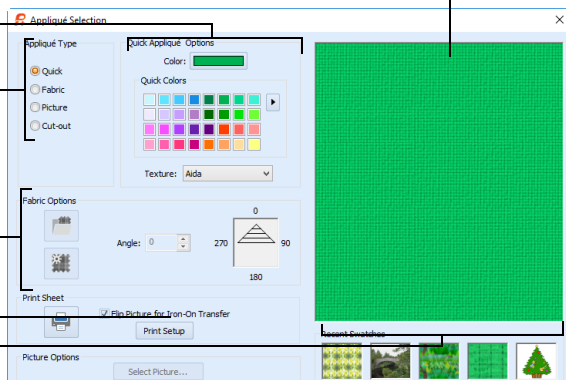 Appliqué Selection
Appliqué Type
Quick
Fabric
Picture
Cut-out
Quick Appliqué Options
Color:
Quick Colors
Texture: Aida
Fabric Options
Angle: 0
0
270
90
180
Print Sheet
Flip Picture for Iron-On Transfer
Print Setup
Picture Options
Select Picture...
Recent Swatches